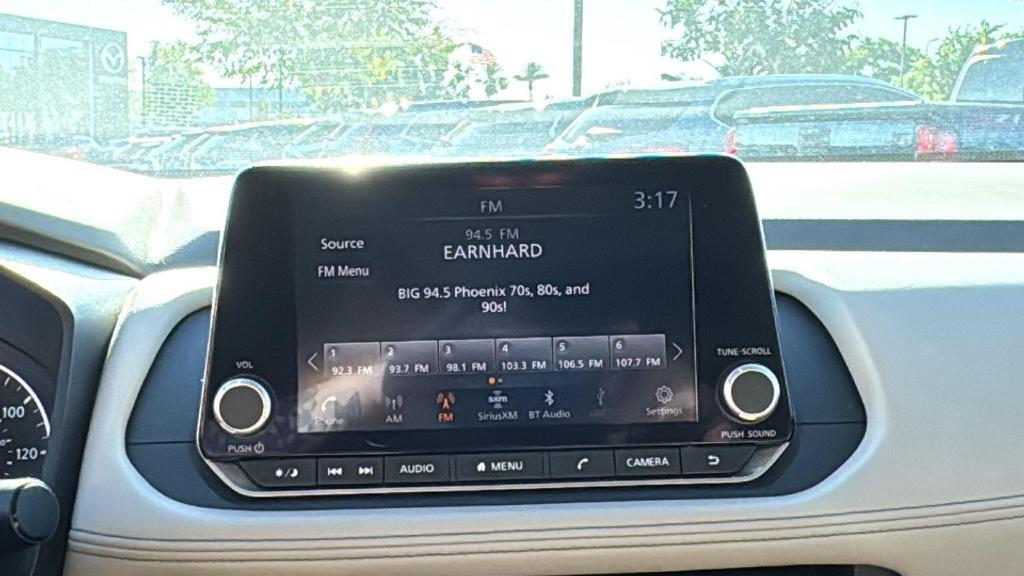 FM
3:17
94.5 FM
Source
EARNHARD
FM Menu
BIG 94.5 Phoenix 70s, 80s, and
90s!
1 2 3 4 5 6
92.3 FM 93.7 FM 98.1 FM 103.3 FM 106.5 FM 107.7 FM
VOL
TUNE·SCROLL
AM FM SiriusXM BT Audio Settings
sxm
PUSH
PUSH SOUND
AUDIO MENU CAMERA
100
120